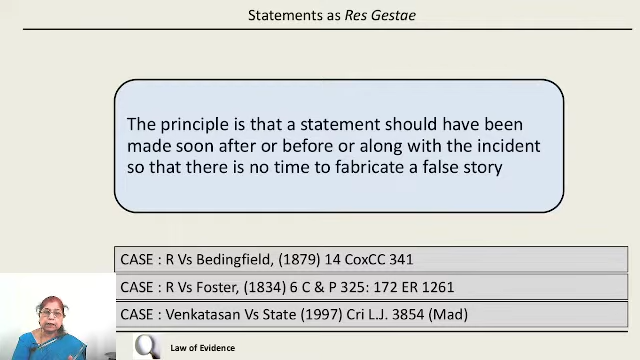 Statements as Res Gestae
The principle is that a statement should have been
made soon after or before or along with the incident
so that there is no time to fabricate a false story
CASE : R Vs Bedingfield, (1879) 14 CoxCC 341
CASE : R Vs Foster, (1834) 6 C & P 325: 172 ER 1261
CASE : Venkatasan Vs State (1997) Cri L.J. 3854 (Mad)
Law of Evidence